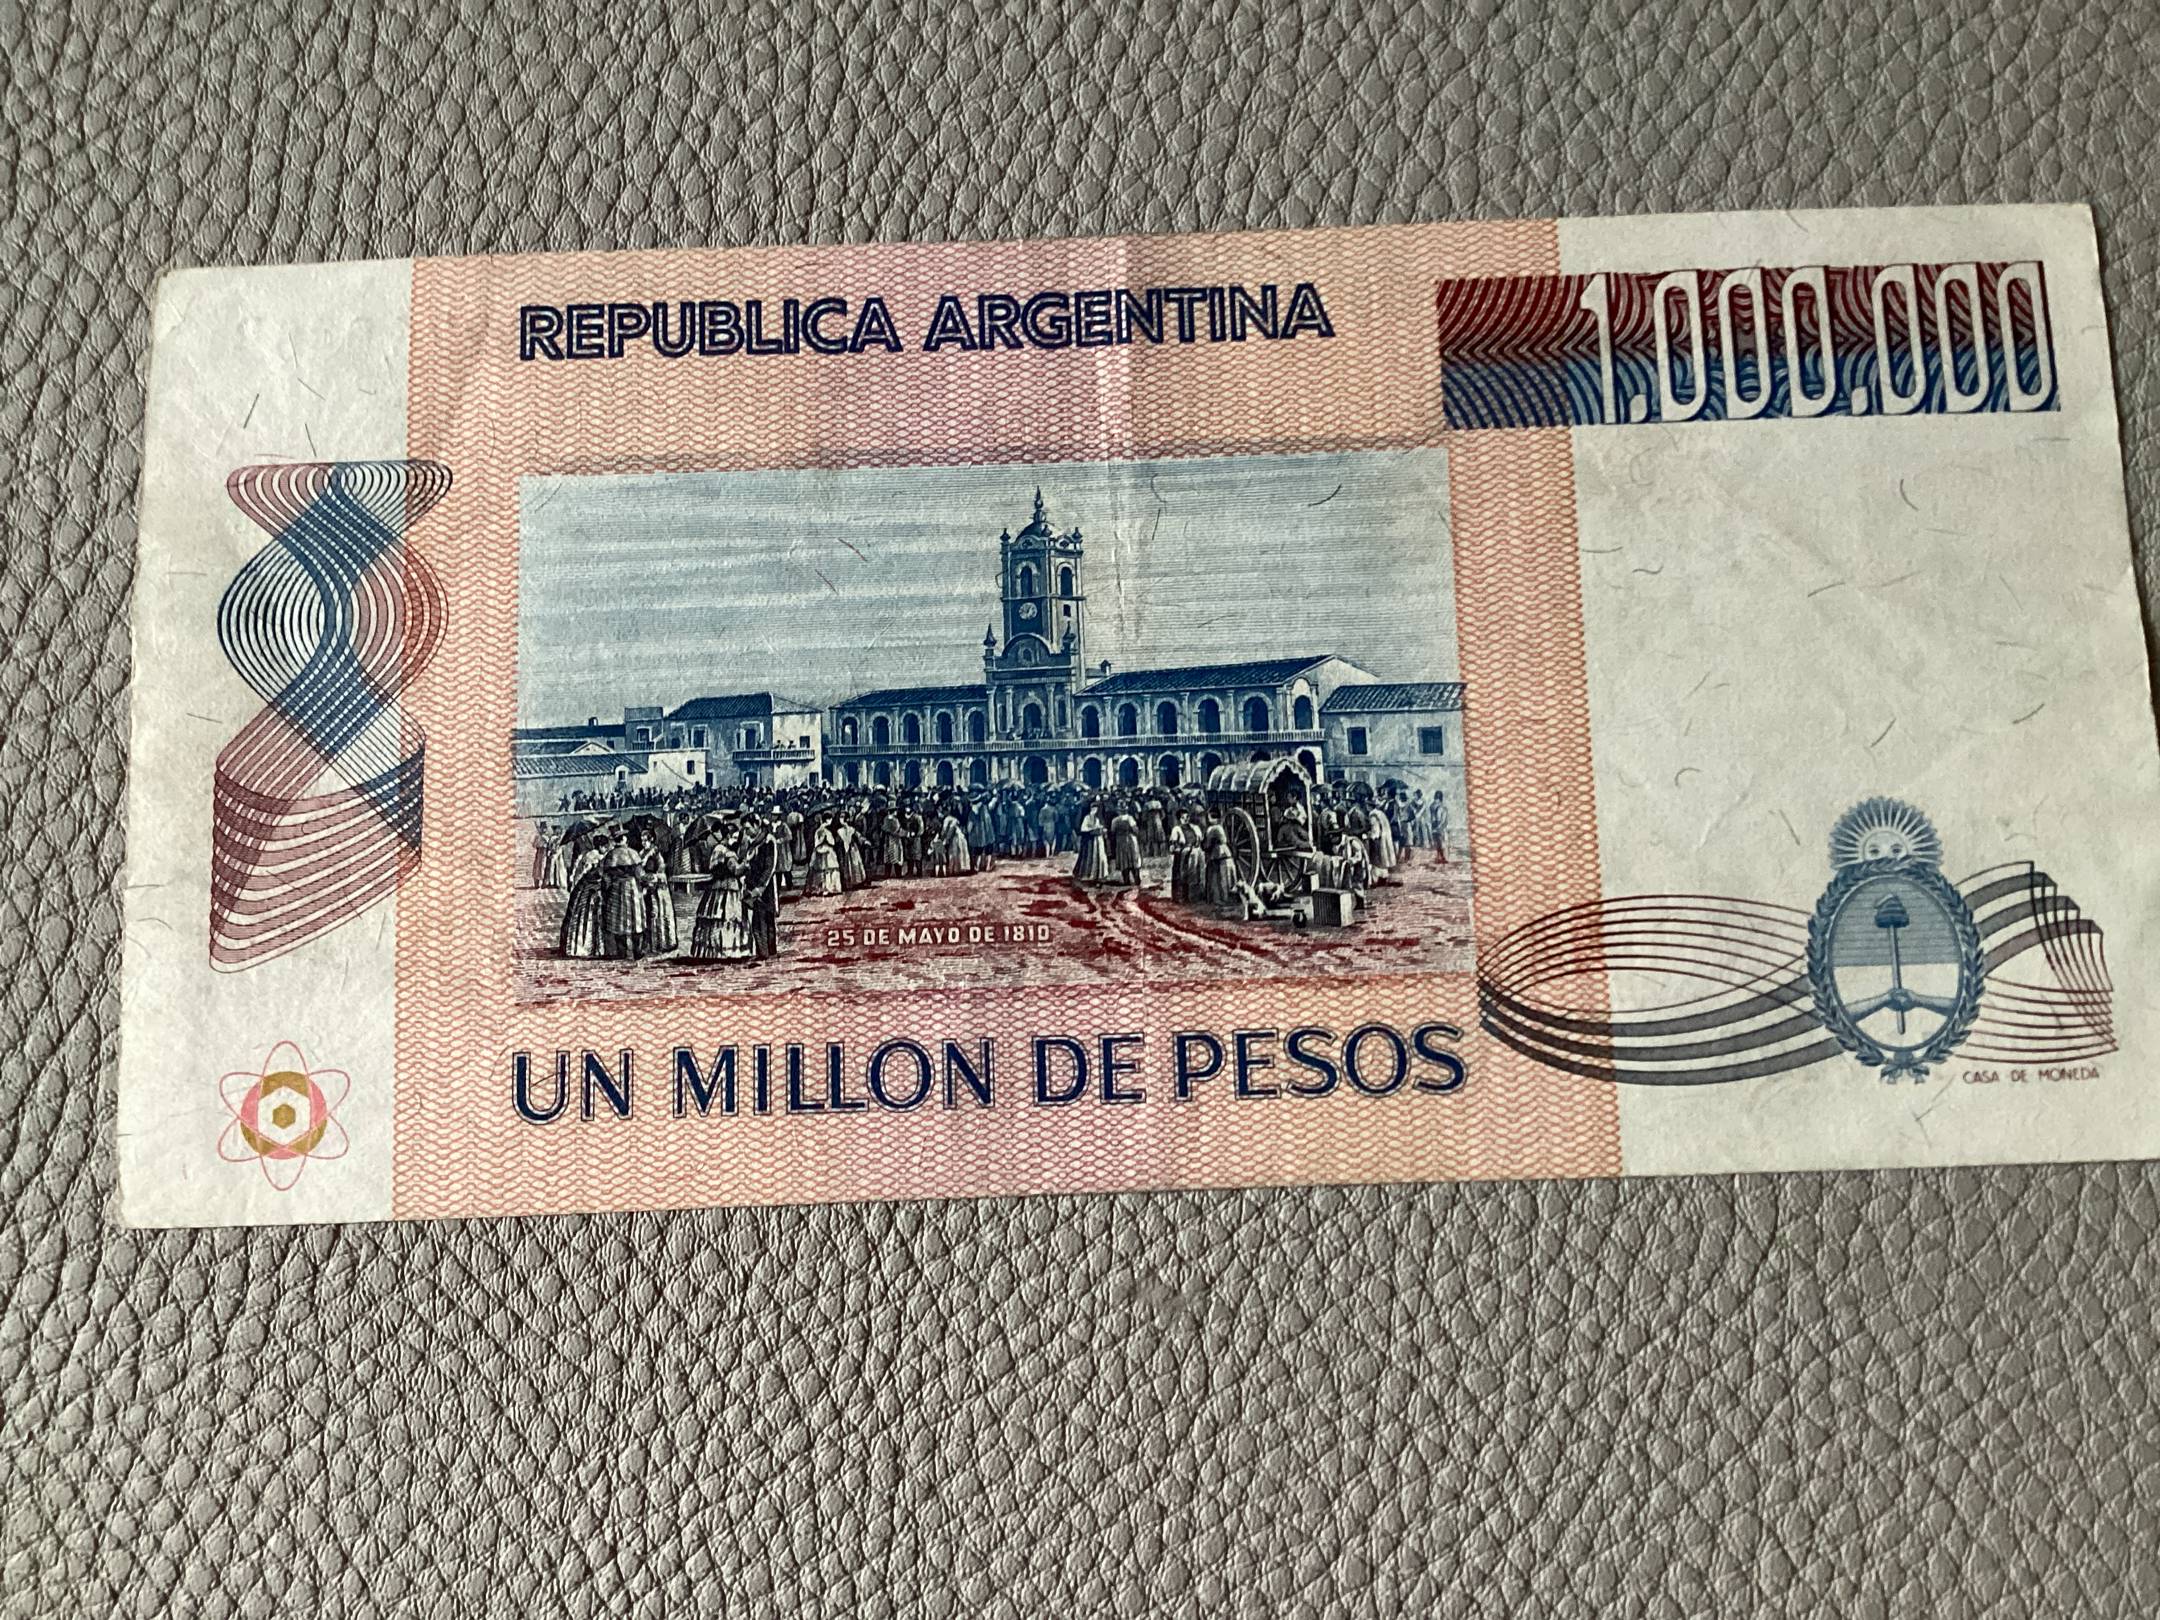 REPUBLICA ARGENTINA
1.000.000
25 DE MAYO DE 1810
UN MILLON DE PESOS
CASA DE MONEDA